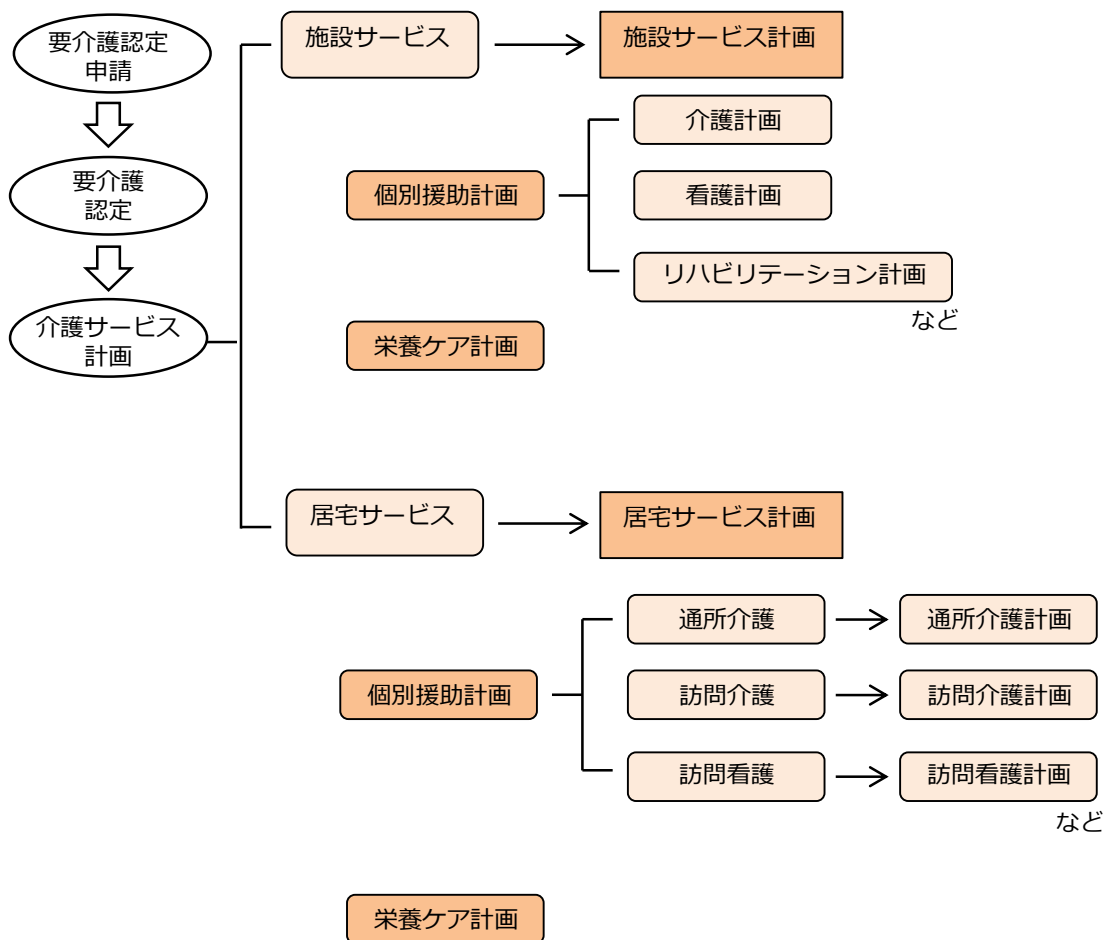 要介護認定
申請
要介護
認定
介護サービス
計画
施設サービス
施設サービス計画
個別援助計画
介護計画
看護計画
リハビリテーション計画
など
栄養ケア計画
居宅サービス
居宅サービス計画
個別援助計画
通所介護
通所介護計画
訪問介護
訪問介護計画
訪問看護
訪問看護計画
など
栄養ケア計画